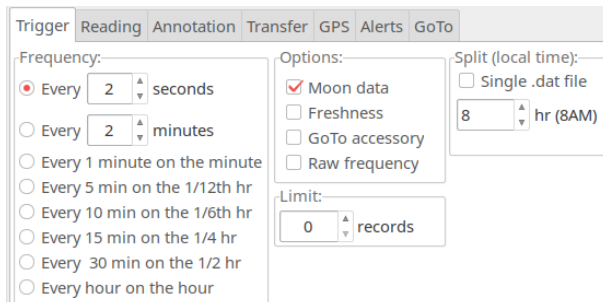 Trigger Reading Annotation Transfer GPS Alerts GoTo
Frequency:
Every 2 seconds
Every 2 minutes
Every 1 minute on the minute
Every 5 min on the 1/12th hr
Every 10 min on the 1/6th hr
Every 15 min on the 1/4 hr
Every 30 min on the 1/2 hr
Every hour on the hour
Options:
Moon data
Freshness
GoTo accessory
Raw frequency
Limit:
0 records
Split (local time):
Single .dat file
8 hr (8AM)